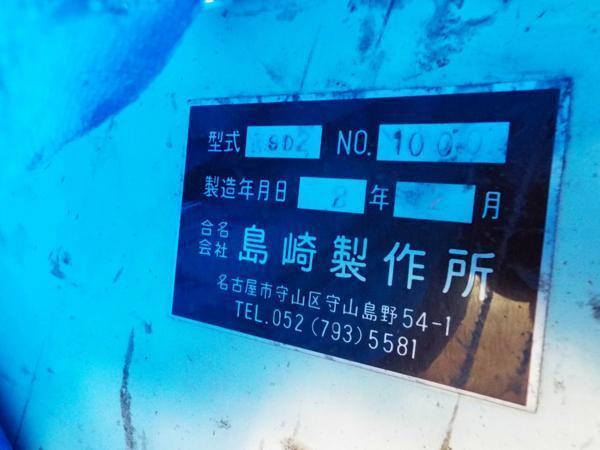 型式 SDZ NO. 1000
製造年月日 8年 月
合名会社 島崎製作所
名古屋市守山区守山島野54-1
TEL.052(793)5581